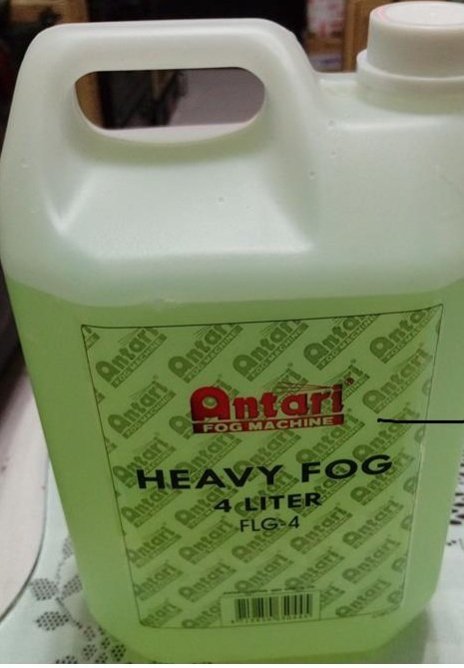 Antari
FOG MACHINE
HEAVY FOG
4 LITER
FLG-4